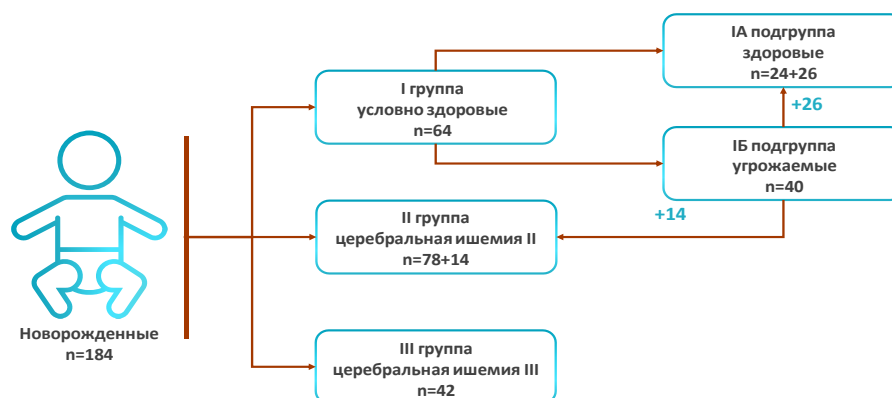 Новорожденные
n=184
I группа
условно здоровые
n=64
II группа
церебральная ишемия II
n=78+14
III группа
церебральная ишемия III
n=42
IА подгруппа
здоровые
n=24+26
+26
IБ подгруппа
угрожаемые
n=40
+14